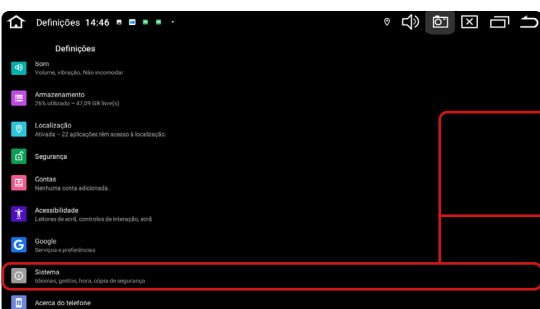 Definições 14:46
Definições
Som
Volume, vibração, Não incomodar
Armazenamento
26% utilizado – 47,09 GB livre(s)
Localização
Ativada – 22 aplicações têm acesso à localização.
Segurança
Contas
Nenhuma conta adicionada.
Acessibilidade
Leitores de ecrã, controlos de interação, ecrã
Google
Serviços e preferências
Sistema
Idiomas, gestos, hora, cópia de segurança
Acerca do telefone